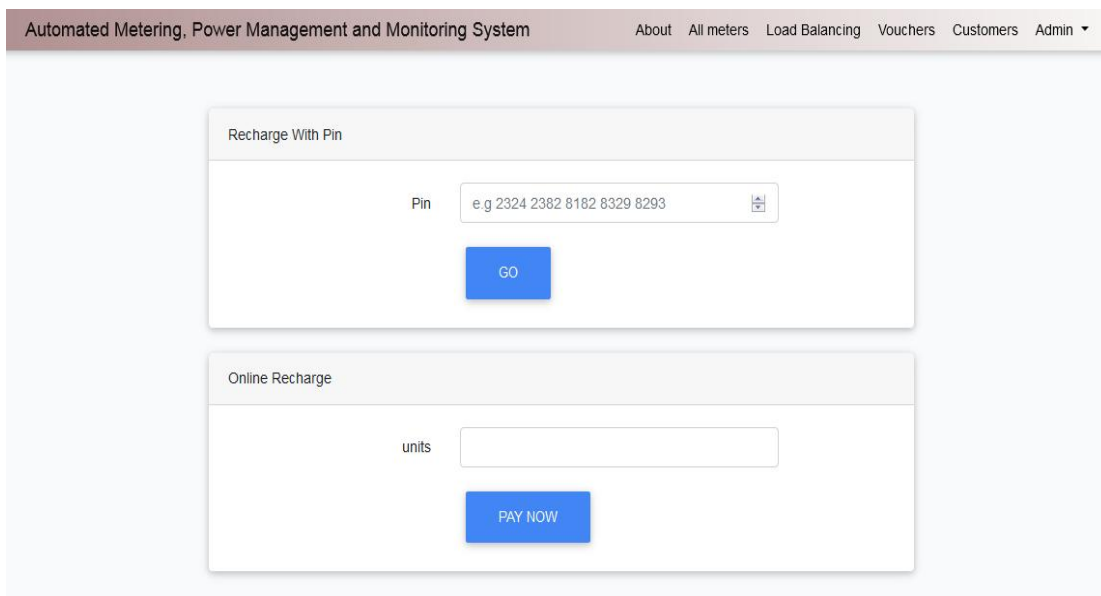 Automated Metering, Power Management and Monitoring System About All meters Load Balancing Vouchers Customers Admin
Recharge With Pin
Pin e.g 2324 2382 8182 8329 8293
GO
Online Recharge
units
PAY NOW